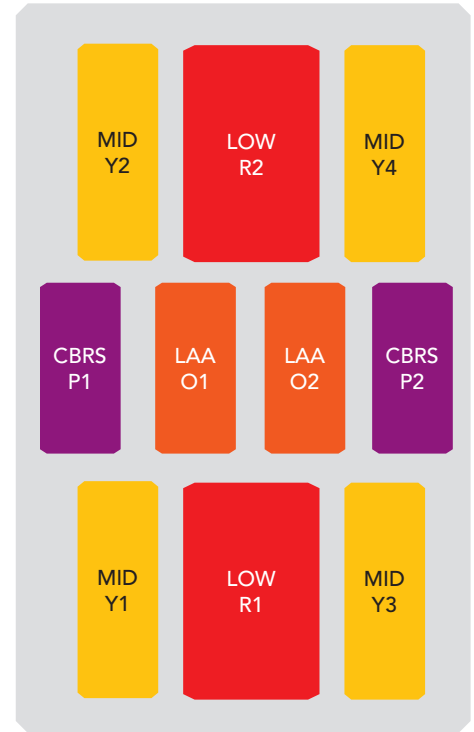 MID
Y2
LOW
R2
MID
Y4
CBRS
P1
LAA
O1
LAA
O2
CBRS
P2
MID
Y1
LOW
R1
MID
Y3